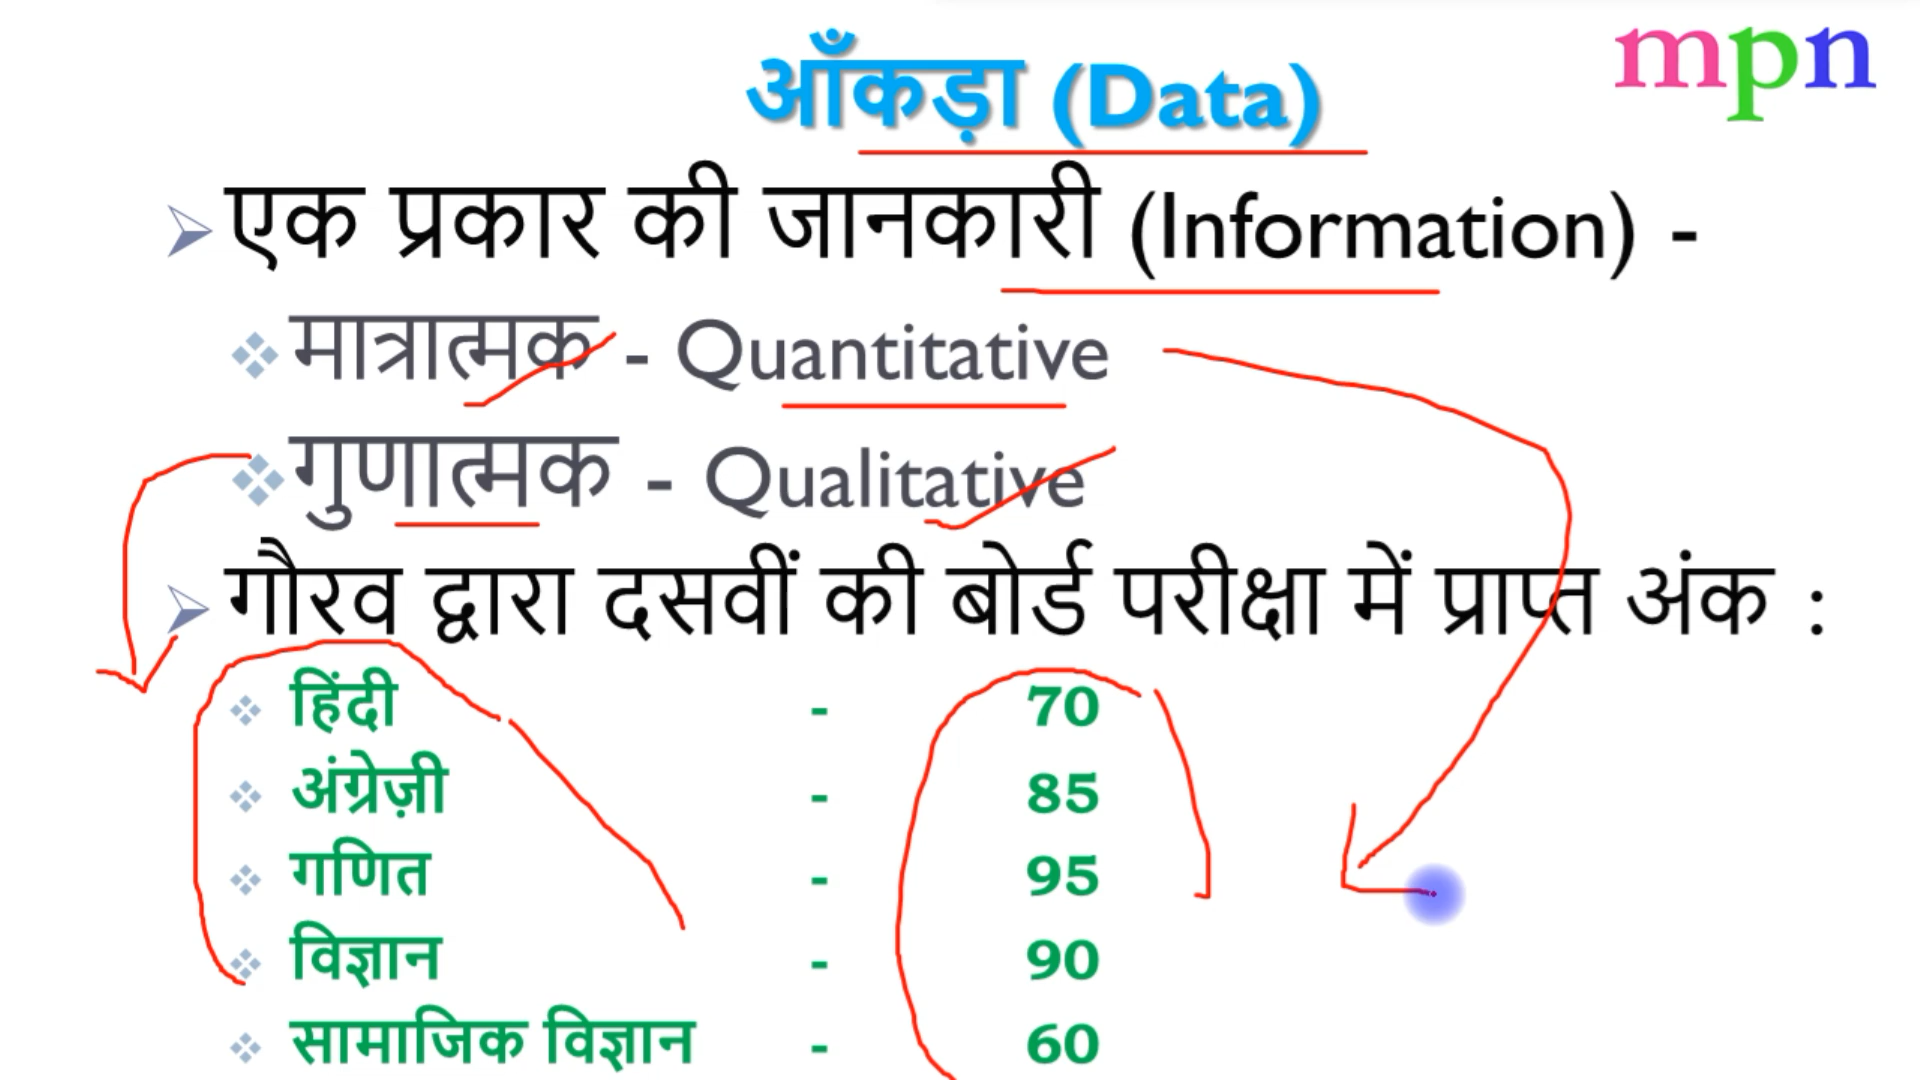 mpn
आँकड़ा (Data)
एक प्रकार की जानकारी (Information) -
मात्रात्मक - Quantitative
गुणात्मक - Qualitative
गौरव द्वारा दसवीं की बोर्ड परीक्षा में प्राप्त अंक :
हिंदी - 70
अंग्रेज़ी - 85
गणित - 95
विज्ञान - 90
सामाजिक विज्ञान - 60